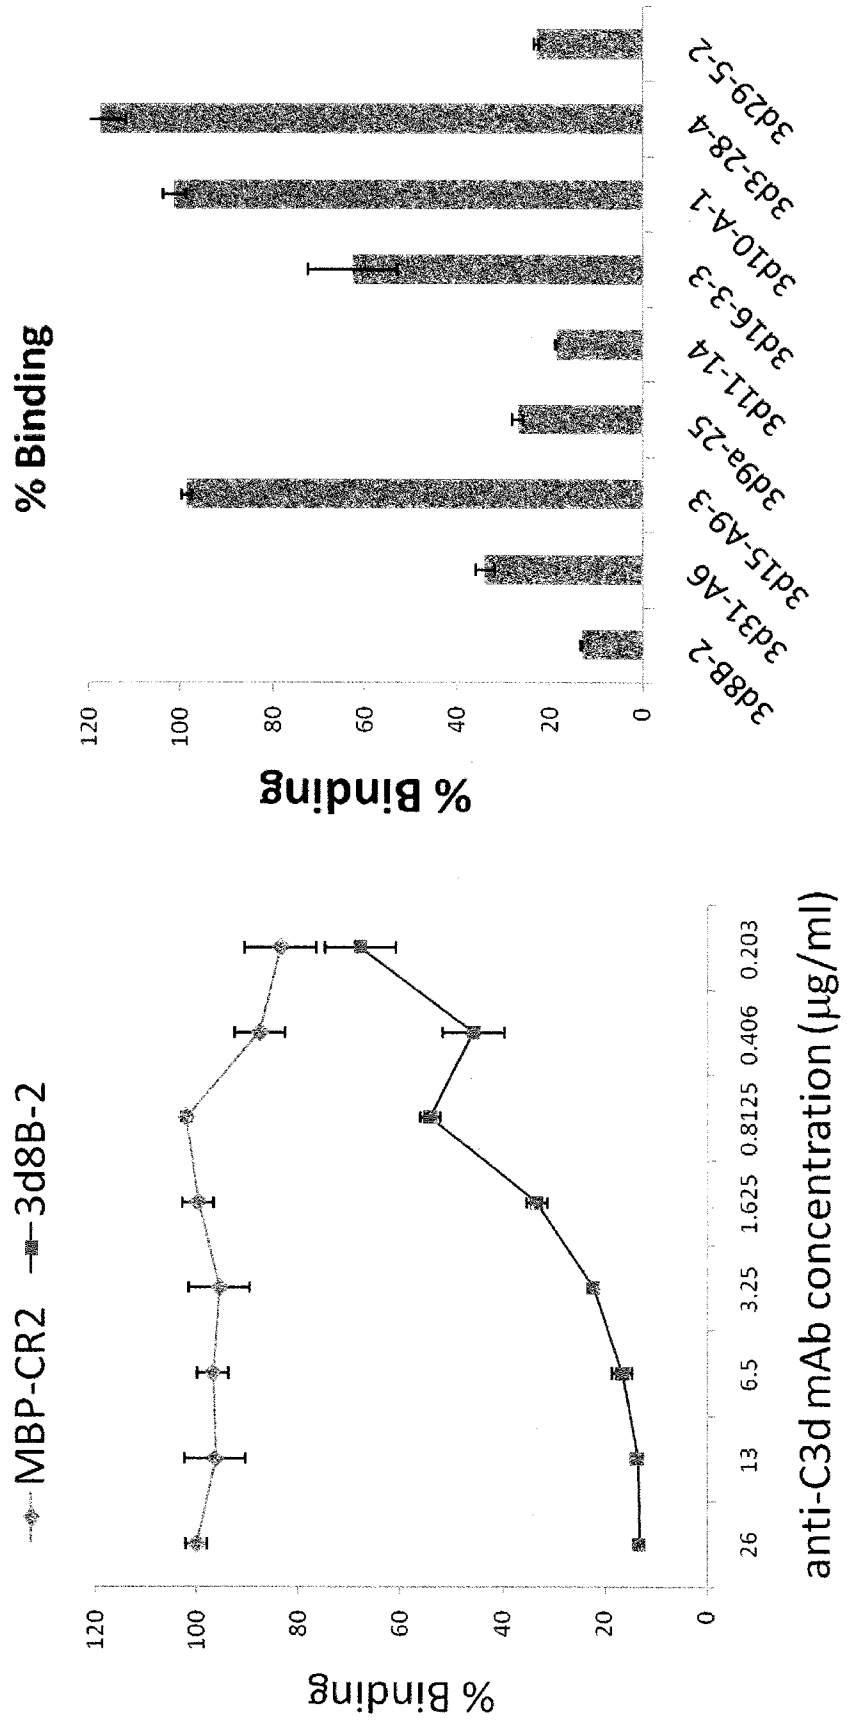 MBP-CR2 3d8B-2
% Binding
120
100
80
60
40
20
0
26 13 6.5 3.25 1.625 0.8125 0.406 0.203
anti-C3d mAb concentration (µg/ml)
% Binding
% Binding
120
100
80
60
40
20
0
3d8B-2
3d31-A6
3d15-A9-3
3d9a-25
3d11-14
3d16-3-3
3d10-A-1
3d3-28-4
3d29-5-2